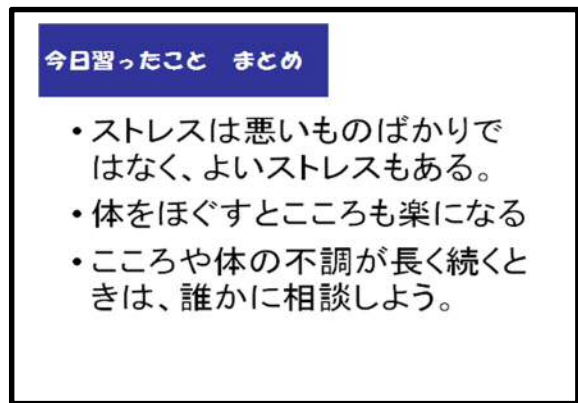 今日習ったこと　まとめ
・ストレスは悪いものばかりで
はなく、よいストレスもある。
・体をほぐすとこころも楽になる
・こころや体の不調が長く続くと
きは、誰かに相談しよう。